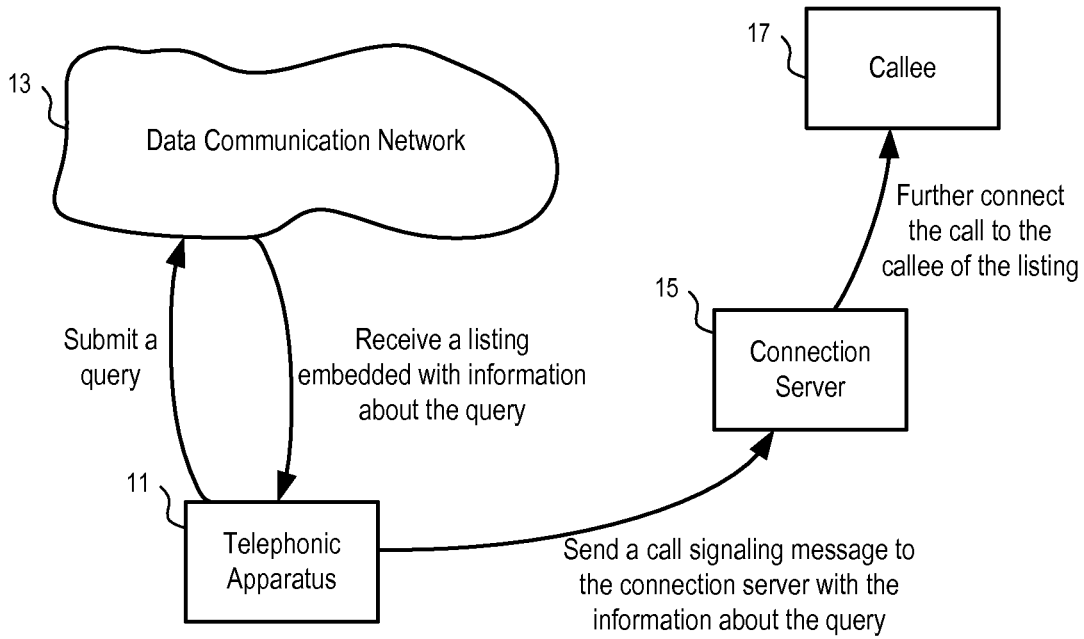 17
Callee
13
Data Communication Network
Further connect
the call to the
callee of the listing
15
Connection
Server
Submit a
query
Receive a listing
embedded with information
about the query
11
Telephonic
Apparatus
Send a call signaling message to
the connection server with the
information about the query